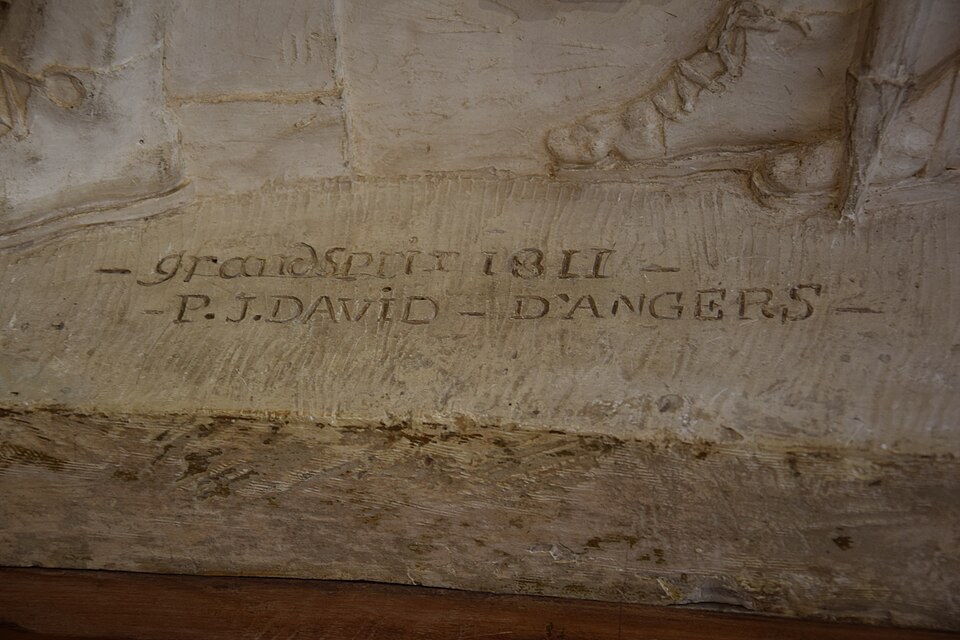 - grandsprix 1811 -
- P. J. DAViD - D'ANGERS -